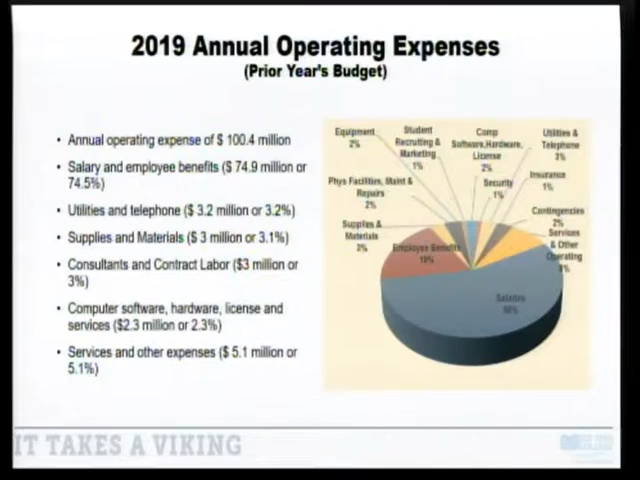 2019 Annual Operating Expenses
(Prior Year's Budget)
• Annual operating expense of $ 100.4 million
• Salary and employee benefits ($ 74.9 million or
74.5%)
• Utilities and telephone ($ 3.2 million or 3.2%)
• Supplies and Materials ($ 3 million or 3.1%)
• Consultants and Contract Labor ($3 million or
3%)
• Computer software, hardware, license and
services ($2.3 million or 2.3%)
• Services and other expenses ($ 5.1 million or
5.1%)
Equipment
2%
Student
Recruiting &
Marketing
1%
Comp
Software,Hardware,
License
2%
Utilities &
Telephone
3%
Phys Facilities, Maint &
Repairs
2%
Security
1%
Insurance
1%
Supplies &
Materials
3%
Contingencies
2%
Services
& Other
Operating
Employee Benefits
Salaries
IT TAKES A VIKING